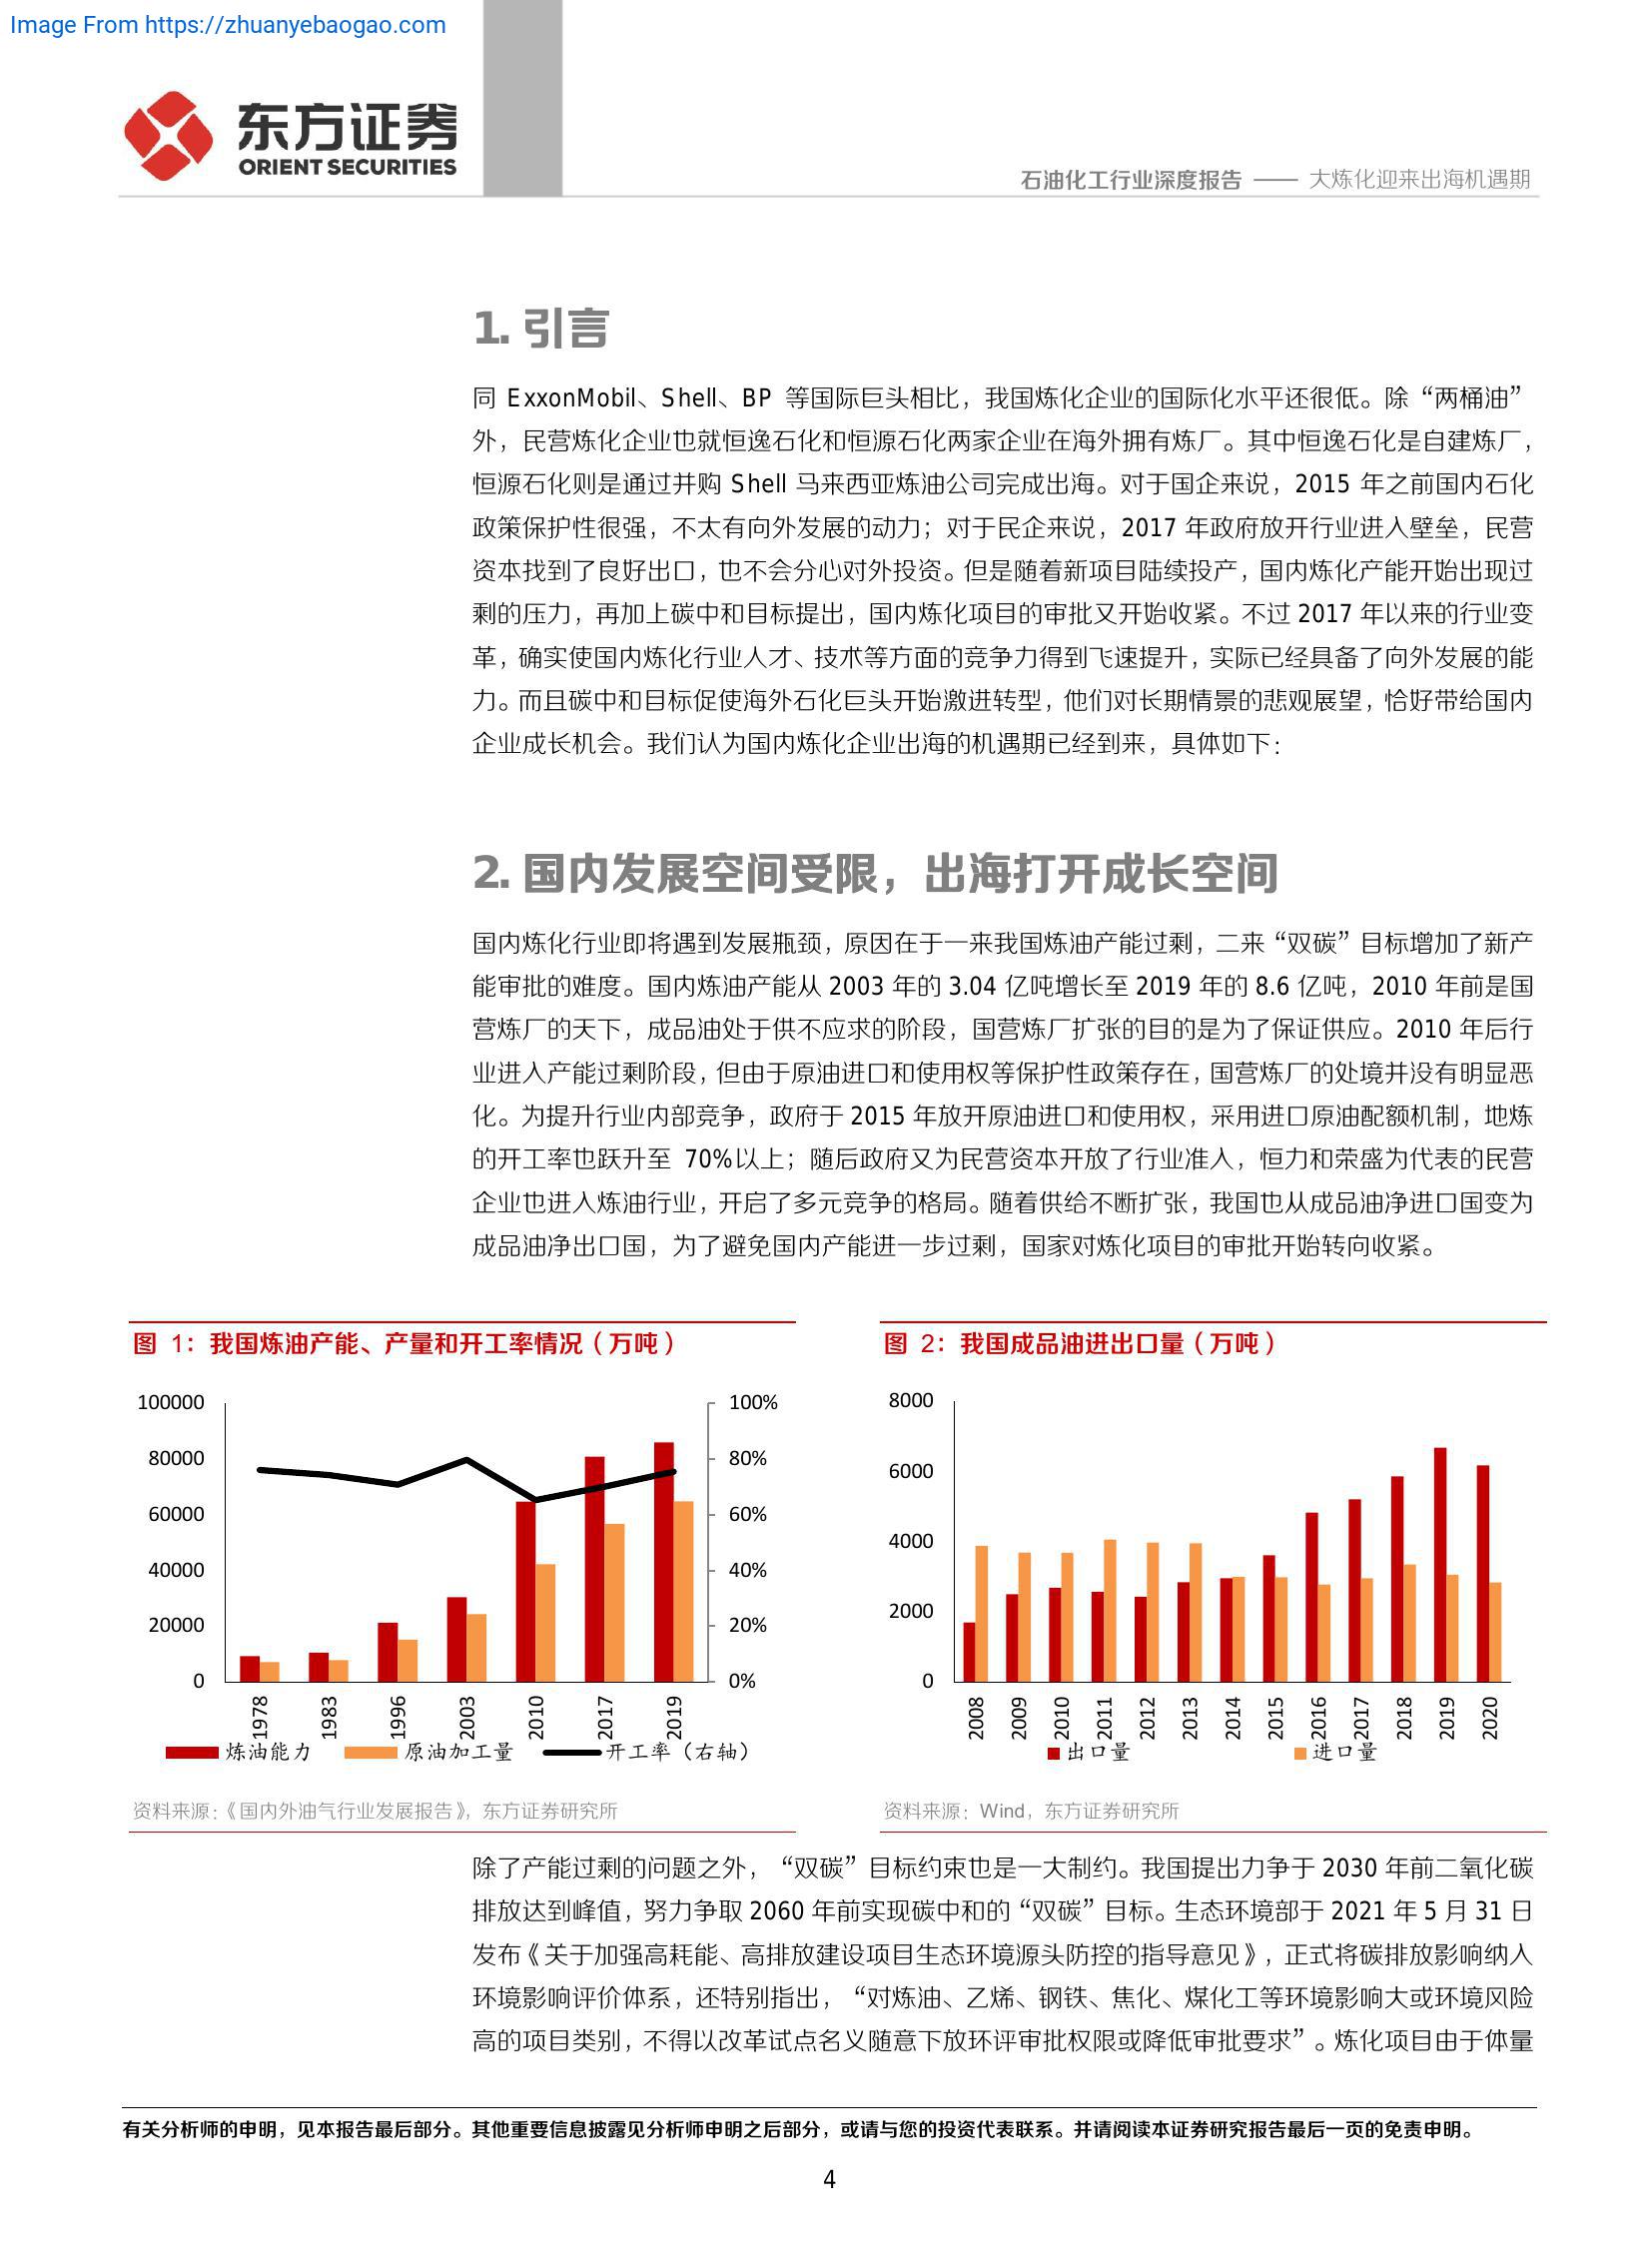 Image From https://zhuanyebaogao.com
东方证券
ORIENT SECURITIES
石油化工行业深度报告 —— 大炼化迎来出海机遇期
1. 引言
同 ExxonMobil、Shell、BP 等国际巨头相比，我国炼化企业的国际化水平还很低。除“两桶油”
外，民营炼化企业也就恒逸石化和恒源石化两家企业在海外拥有炼厂。其中恒逸石化是自建炼厂，
恒源石化则是通过并购 Shell 马来西亚炼油公司完成出海。对于国企来说，2015 年之前国内石化
政策保护性很强，不太有向外发展的动力；对于民企来说，2017 年政府放开行业进入壁垒，民营
资本找到了良好出口，也不会分心对外投资。但是随着新项目陆续投产，国内炼化产能开始出现过
剩的压力，再加上碳中和目标提出，国内炼化项目的审批又开始收紧。不过 2017 年以来的行业变
革，确实使国内炼化行业人才、技术等方面的竞争力得到飞速提升，实际已经具备了向外发展的能
力。而且碳中和目标促使海外石化巨头开始激进转型，他们对长期情景的悲观展望，恰好带给国内
企业成长机会。我们认为国内炼化企业出海的机遇期已经到来，具体如下：
2. 国内发展空间受限，出海打开成长空间
国内炼化行业即将遇到发展瓶颈，原因在于一来我国炼油产能过剩，二来“双碳”目标增加了新产
能审批的难度。国内炼油产能从 2003 年的 3.04 亿吨增长至 2019 年的 8.6 亿吨，2010 年前是国
营炼厂的天下，成品油处于供不应求的阶段，国营炼厂扩张的目的是为了保证供应。2010 年后行
业进入产能过剩阶段，但由于原油进口和使用权等保护性政策存在，国营炼厂的处境并没有明显恶
化。为提升行业内部竞争，政府于 2015 年放开原油进口和使用权，采用进口原油配额机制，地炼
的开工率也跃升至 70%以上；随后政府又为民营资本开放了行业准入，恒力和荣盛为代表的民营
企业也进入炼油行业，开启了多元竞争的格局。随着供给不断扩张，我国也从成品油净进口国变为
成品油净出口国，为了避免国内产能进一步过剩，国家对炼化项目的审批开始转向收紧。
图 1：我国炼油产能、产量和开工率情况（万吨）
100000
80000
60000
40000
20000
0
100%
80%
60%
40%
20%
0%
1978 1983 1996 2003 2010 2017 2019
炼油能力 原油加工量 开工率（右轴）
资料来源：《国内外油气行业发展报告》，东方证券研究所
图 2：我国成品油进出口量（万吨）
8000
6000
4000
2000
0
2008 2009 2010 2011 2012 2013 2014 2015 2016 2017 2018 2019 2020
出口量 进口量
资料来源：Wind，东方证券研究所
除了产能过剩的问题之外，“双碳”目标约束也是一大制约。我国提出力争于 2030 年前二氧化碳
排放达到峰值，努力争取 2060 年前实现碳中和的“双碳”目标。生态环境部于 2021 年 5 月 31 日
发布《关于加强高耗能、高排放建设项目生态环境源头防控的指导意见》，正式将碳排放影响纳入
环境影响评价体系，还特别指出，“对炼油、乙烯、钢铁、焦化、煤化工等环境影响大或环境风险
高的项目类别，不得以改革试点名义随意下放环评审批权限或降低审批要求”。炼化项目由于体量
有关分析师的申明，见本报告最后部分。其他重要信息披露见分析师申明之后部分，或请与您的投资代表联系。并请阅读本证券研究报告最后一页的免责申明。
4